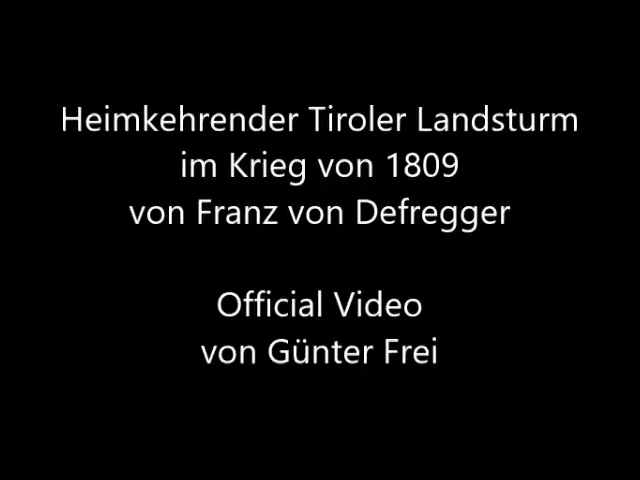 Heimkehrender Tiroler Landsturm
im Krieg von 1809
von Franz von Defregger
Official Video
von Günter Frei